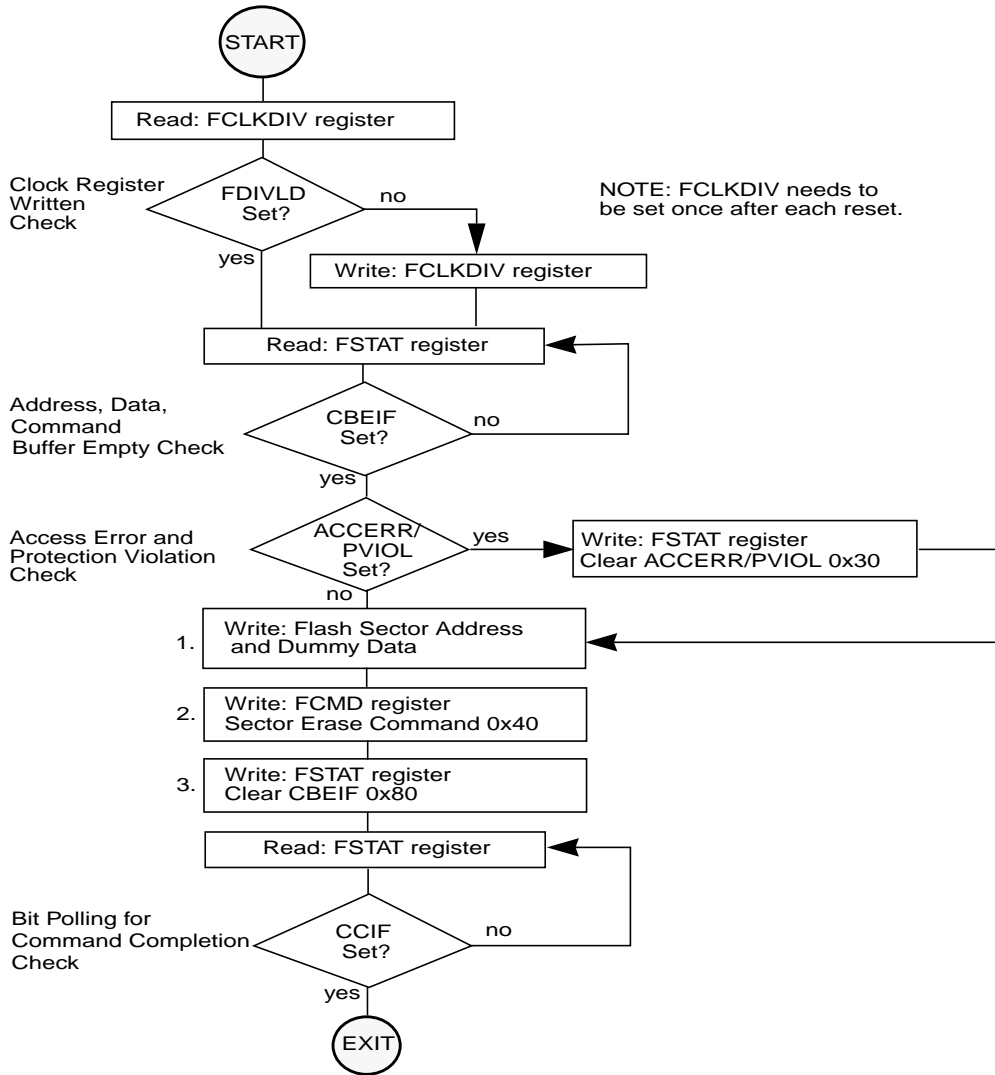 START
Read: FCLKDIV register
Clock Register
Written
Check
FDIVLD
Set?
no
yes
NOTE: FCLKDIV needs to
be set once after each reset.
Write: FCLKDIV register
Read: FSTAT register
Address, Data,
Command
Buffer Empty Check
CBEIF
Set?
no
yes
Access Error and
Protection Violation
Check
ACCERR/
PVIOL
Set?
yes
no
Write: FSTAT register
Clear ACCERR/PVIOL 0x30
1.
Write: Flash Sector Address
and Dummy Data
2.
Write: FCMD register
Sector Erase Command 0x40
3.
Write: FSTAT register
Clear CBEIF 0x80
Read: FSTAT register
Bit Polling for
Command Completion
Check
CCIF
Set?
no
yes
EXIT